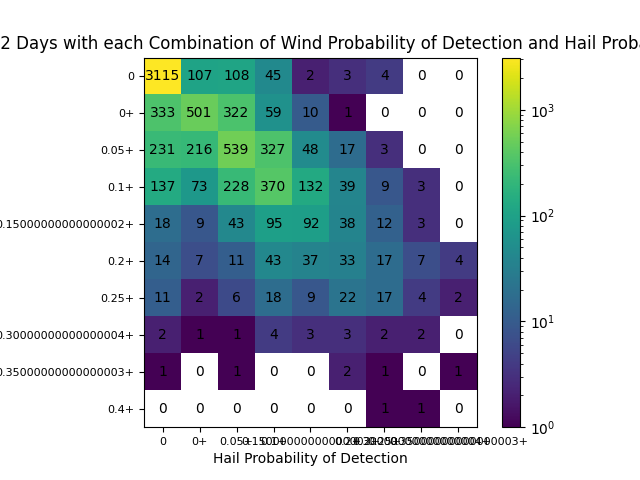 2 Days with each Combination of Wind Probability of Detection and Hail Proba
0 3115 107 108 45 2 3 4 0 0
0+ 333 501 322 59 10 1 0 0 0
0.05+ 231 216 539 327 48 17 3 0 0
0.1+ 137 73 228 370 132 39 9 3 0
0.15000000000000002+ 18 9 43 95 92 38 12 3 0
0.2+ 14 7 11 43 37 33 17 7 4
0.25+ 11 2 6 18 9 22 17 4 2
0.30000000000000004+ 2 1 1 4 3 3 2 2 0
0.35000000000000003+ 1 0 1 0 0 2 1 0 1
0.4+ 0 0 0 0 0 0 1 1 0
0 0+ 0.05+
Hail Probability of Detection
10³
10²
10¹
10⁰